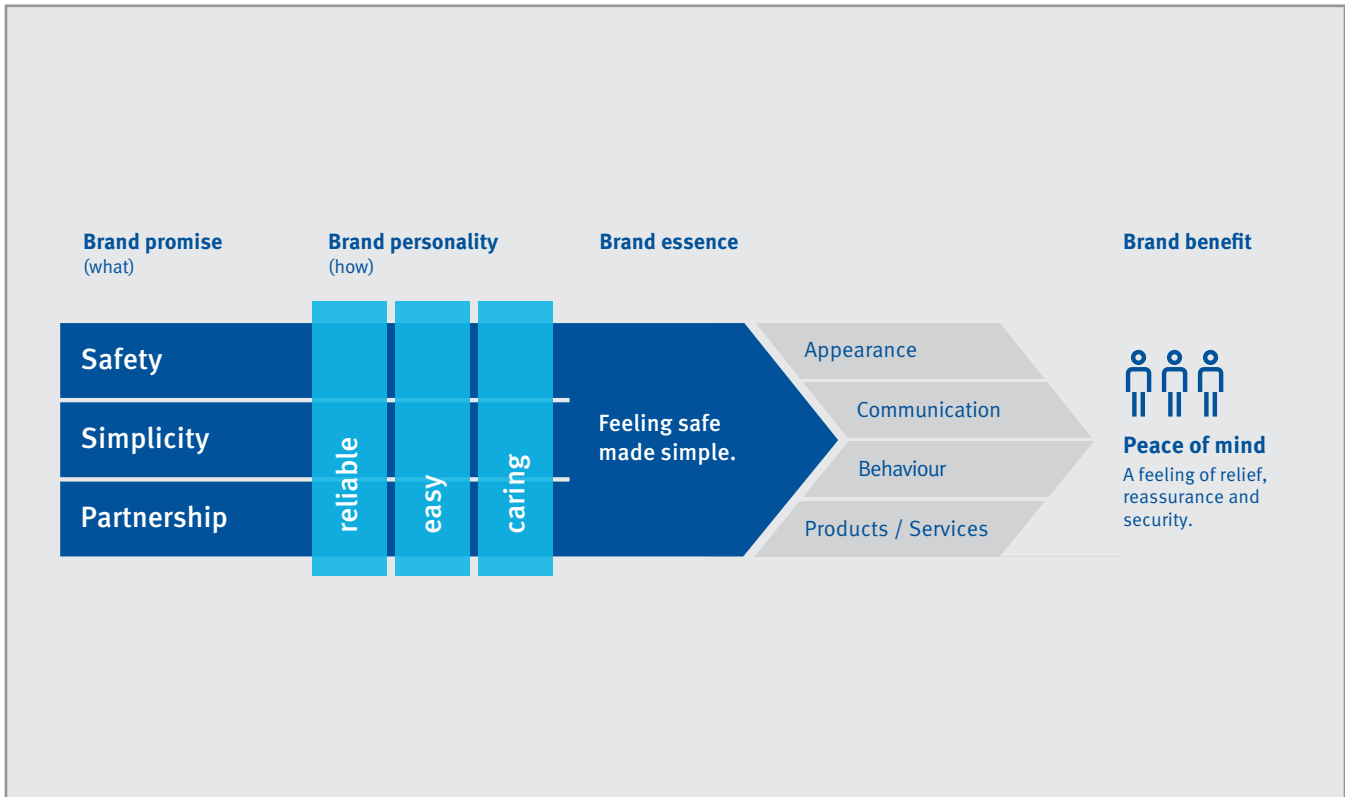 Brand promise
(what)
Brand personality
(how)
Brand essence
Brand benefit
Safety
Simplicity
Partnership
reliable
easy
caring
Feeling safe
made simple.
Appearance
Communication
Behaviour
Products / Services
Peace of mind
A feeling of relief,
reassurance and
security.